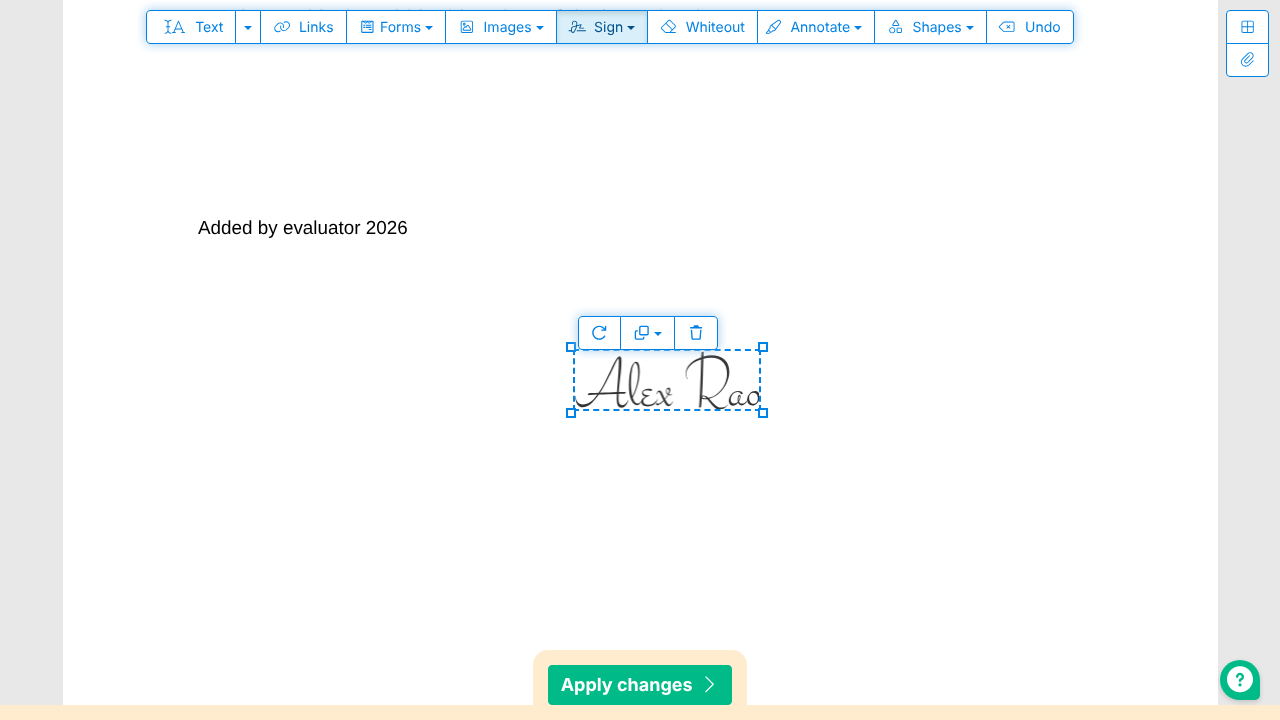 Text Links Forms Images Sign Whiteout Annotate Shapes Undo
Added by evaluator 2026
Alex Rao
Apply changes